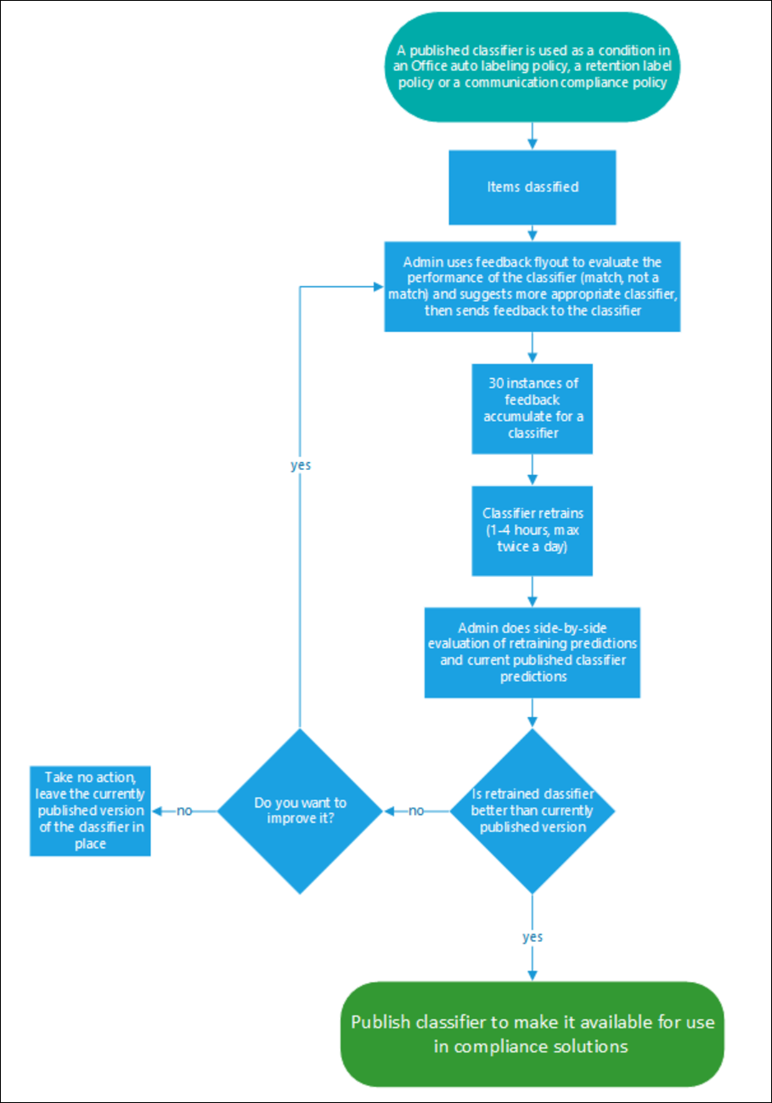 A published classifier is used as a condition in
an Office auto labeling policy, a retention label
policy or a communication compliance policy
Items classified
Admin uses feedback flyout to evaluate the
performance of the classifier (match, not a
match) and suggests more appropriate classifier,
then sends feedback to the classifier
30 instances of
feedback
accumulate for a
classifier
yes
Classifier retrains
(1-4 hours, max
twice a day)
Admin does side-by-side
evaluation of retraining predictions
and current published classifier
predictions
Is retrained classifier
better than currently
published version
no
Do you want to
improve it?
no
Take no action,
leave the currently
published version
of the classifier in
place
yes
Publish classifier to make it available for use
in compliance solutions